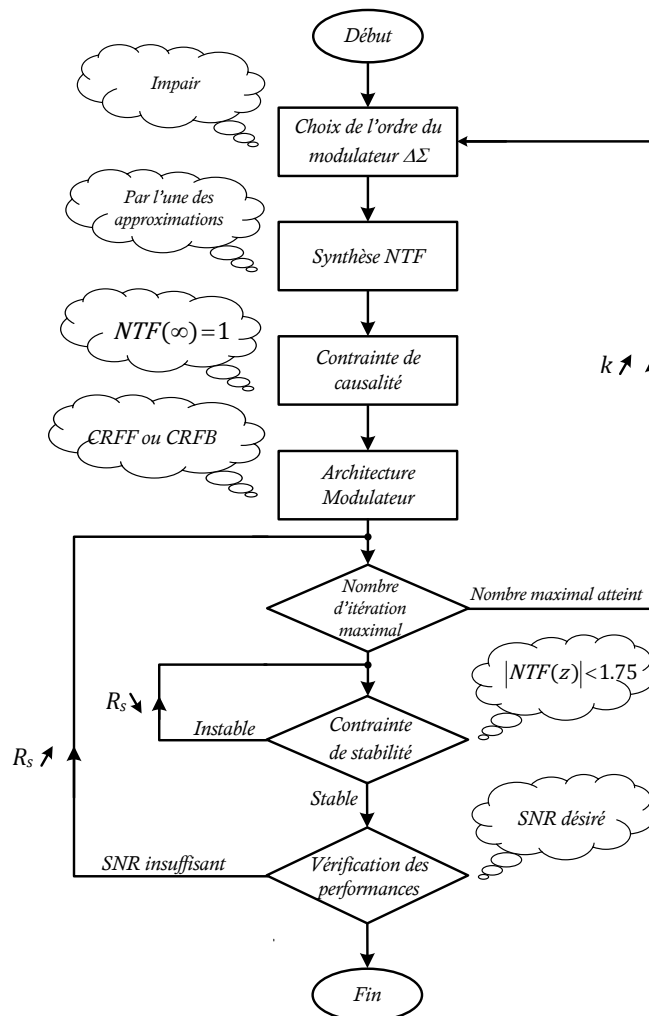 Début
Impair
Choix de l'ordre du
modulateur ΔΣ
Par l'une des
approximations
Synthèse NTF
NTF(∞)=1
Contrainte de
causalité
k ↗
CRFF ou CRFB
Architecture
Modulateur
Nombre
d'itération
maximal
Nombre maximal atteint
|NTF(z)|<1.75
Rs ↘
Instable
Contrainte
de stabilité
Rs ↗
Stable
SNR désiré
SNR insuffisant
Vérification des
performances
Fin